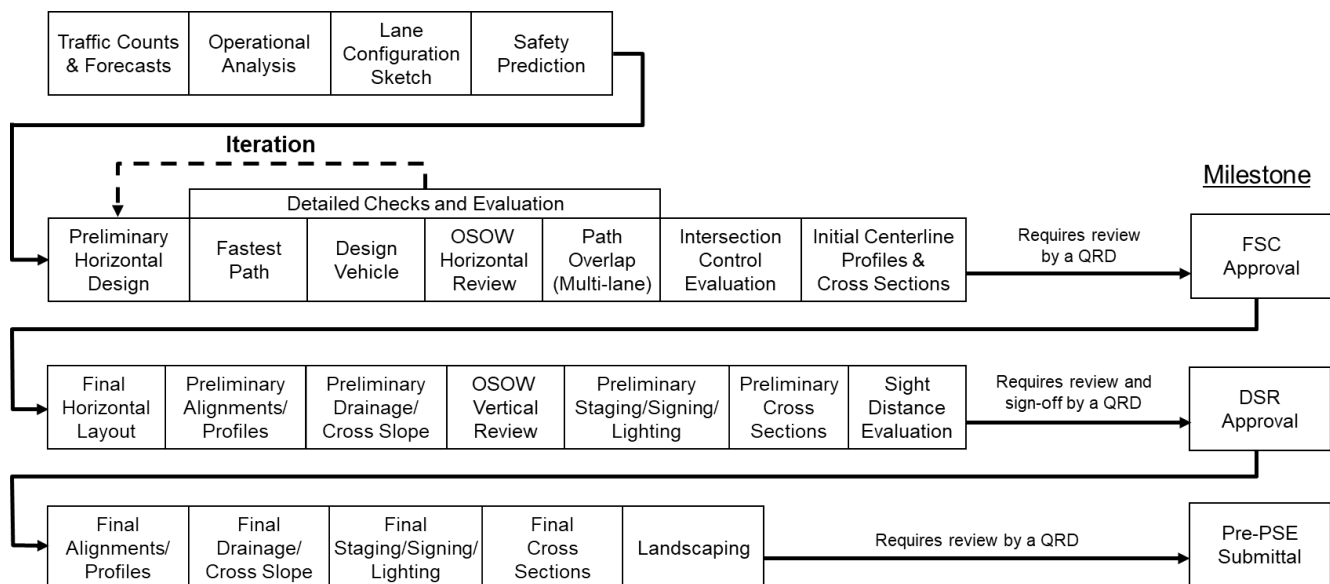 Traffic Counts
& Forecasts
Operational
Analysis
Lane
Configuration
Sketch
Safety
Prediction
Iteration
Milestone
Detailed Checks and Evaluation
Preliminary
Horizontal
Design
Fastest
Path
Design
Vehicle
OSOW
Horizontal
Review
Path
Overlap
(Multi-lane)
Intersection
Control
Evaluation
Initial Centerline
Profiles &
Cross Sections
Requires review
by a QRD
FSC
Approval
Final
Horizontal
Layout
Preliminary
Alignments/
Profiles
Preliminary
Drainage/
Cross Slope
OSOW
Vertical
Review
Preliminary
Staging/Signing/
Lighting
Preliminary
Cross
Sections
Sight
Distance
Evaluation
Requires review and
sign-off by a QRD
DSR
Approval
Final
Alignments/
Profiles
Final
Drainage/
Cross Slope
Final
Staging/Signing/
Lighting
Final
Cross
Sections
Landscaping
Requires review by a QRD
Pre-PSE
Submittal